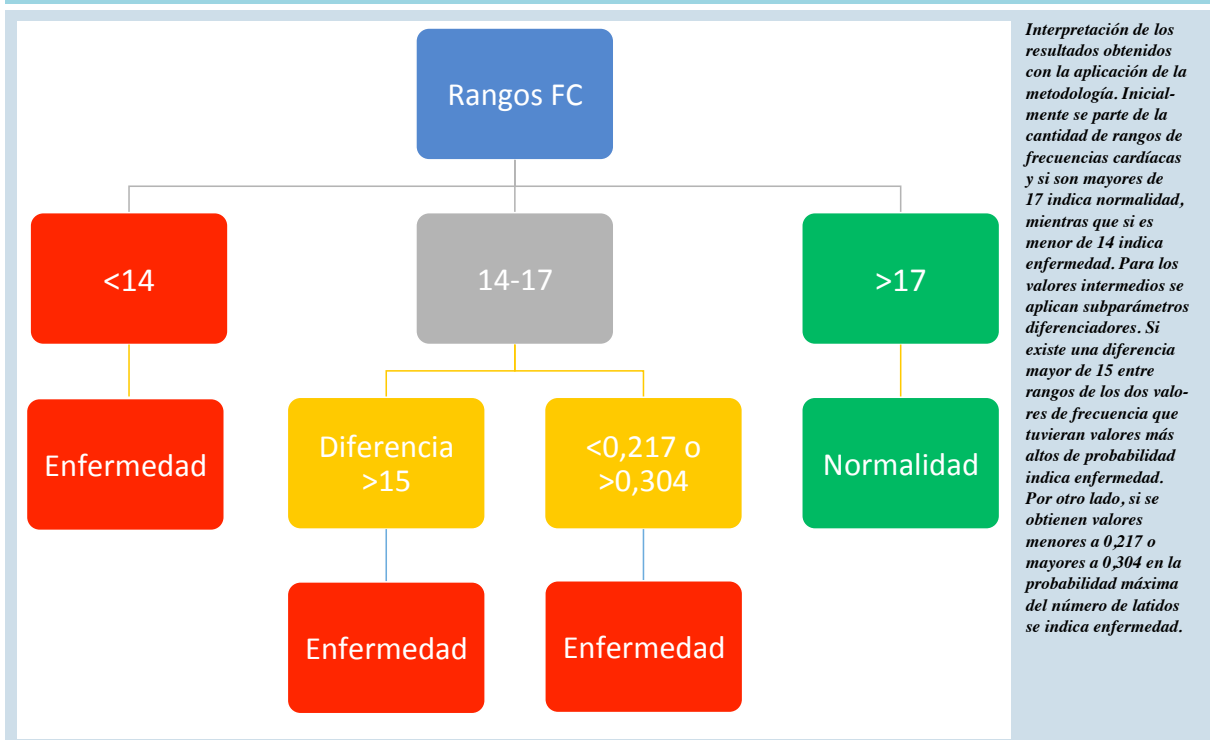 Rangos FC
<14
14-17
>17
Enfermedad
Diferencia
>15
<0,217 o
>0,304
Normalidad
Enfermedad
Enfermedad
Interpretación de los
resultados obtenidos
con la aplicación de la
metodología. Inicial-
mente se parte de la
cantidad de rangos de
frecuencias cardíacas
y si son mayores de
17 indica normalidad,
mientras que si es
menor de 14 indica
enfermedad. Para los
valores intermedios se
aplican subparámetros
diferenciadores. Si
existe una diferencia
mayor de 15 entre
rangos de los dos valo-
res de frecuencia que
tuvieran valores más
altos de probabilidad
indica enfermedad.
Por otro lado, si se
obtienen valores
menores a 0,217 o
mayores a 0,304 en la
probabilidad máxima
del número de latidos
se indica enfermedad.